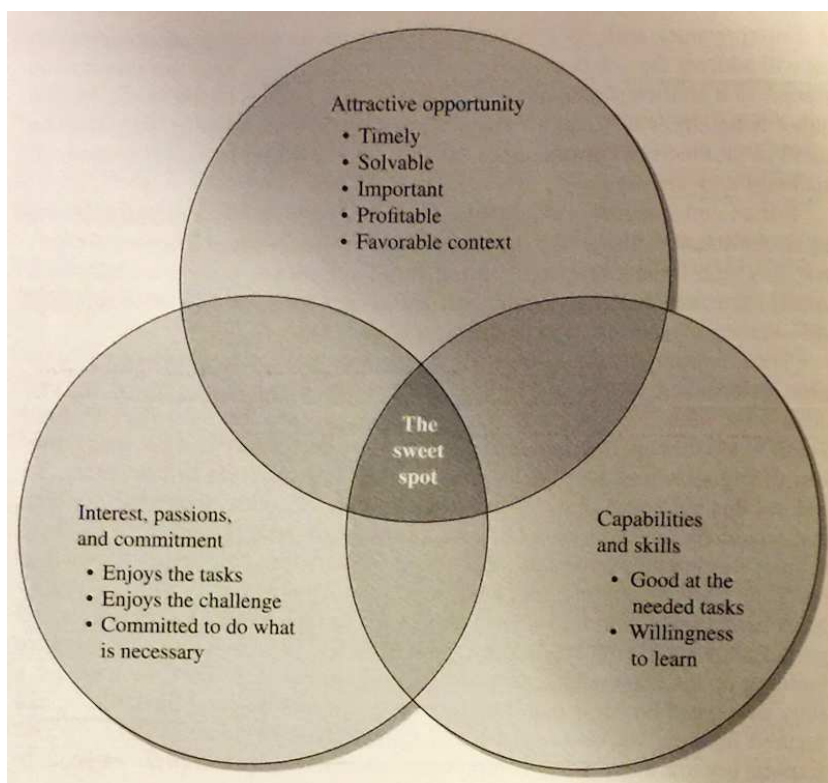 Attractive opportunity
• Timely
• Solvable
• Important
• Profitable
• Favorable context
The
sweet
spot
Interest, passions,
and commitment
• Enjoys the tasks
• Enjoys the challenge
• Committed to do what
is necessary
Capabilities
and skills
• Good at the
needed tasks
• Willingness
to learn